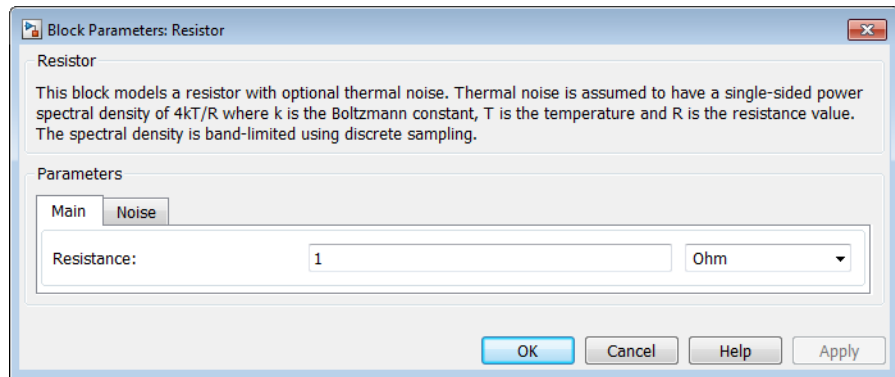 Block Parameters: Resistor
Resistor
This block models a resistor with optional thermal noise. Thermal noise is assumed to have a single-sided power
spectral density of 4kT/R where k is the Boltzmann constant, T is the temperature and R is the resistance value.
The spectral density is band-limited using discrete sampling.
Parameters
Main Noise
Resistance: 1 Ohm
OK Cancel Help Apply